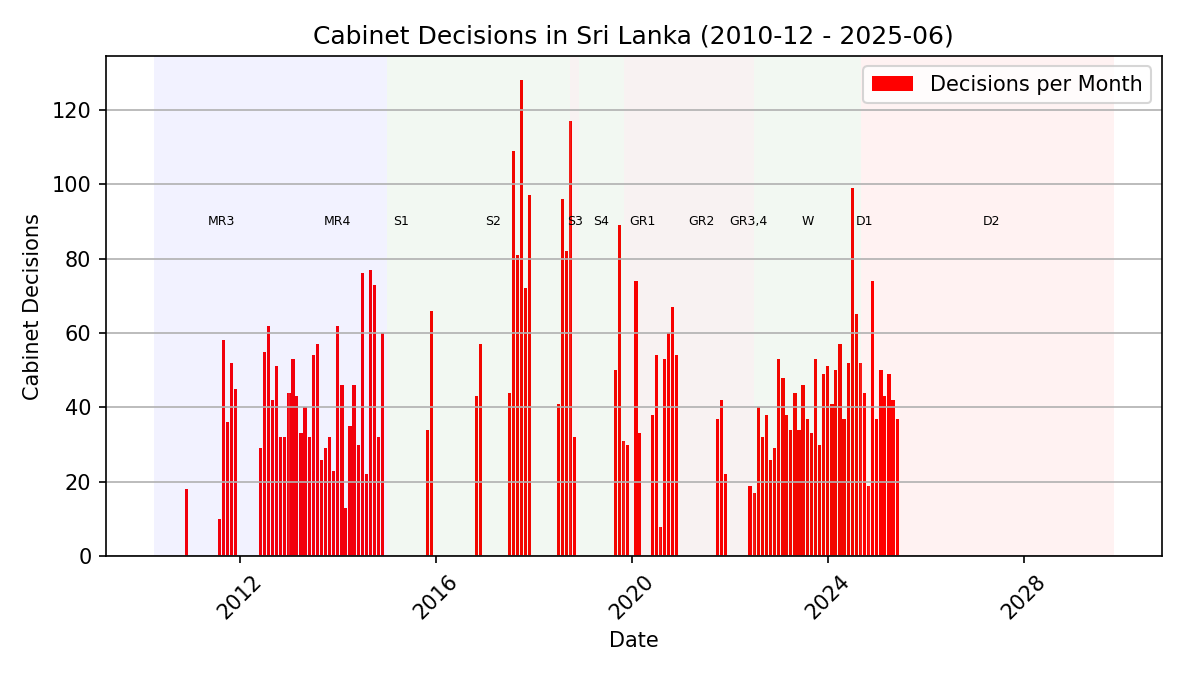 Cabinet Decisions in Sri Lanka (2010-12 - 2025-06)
Decisions per Month
120
100
80
60
40
20
0
Cabinet Decisions
MR3 MR4 S1 S2 S3 S4 GR1 GR2 GR3,4 W D1 D2
2012 2016 2020 2024 2028
Date